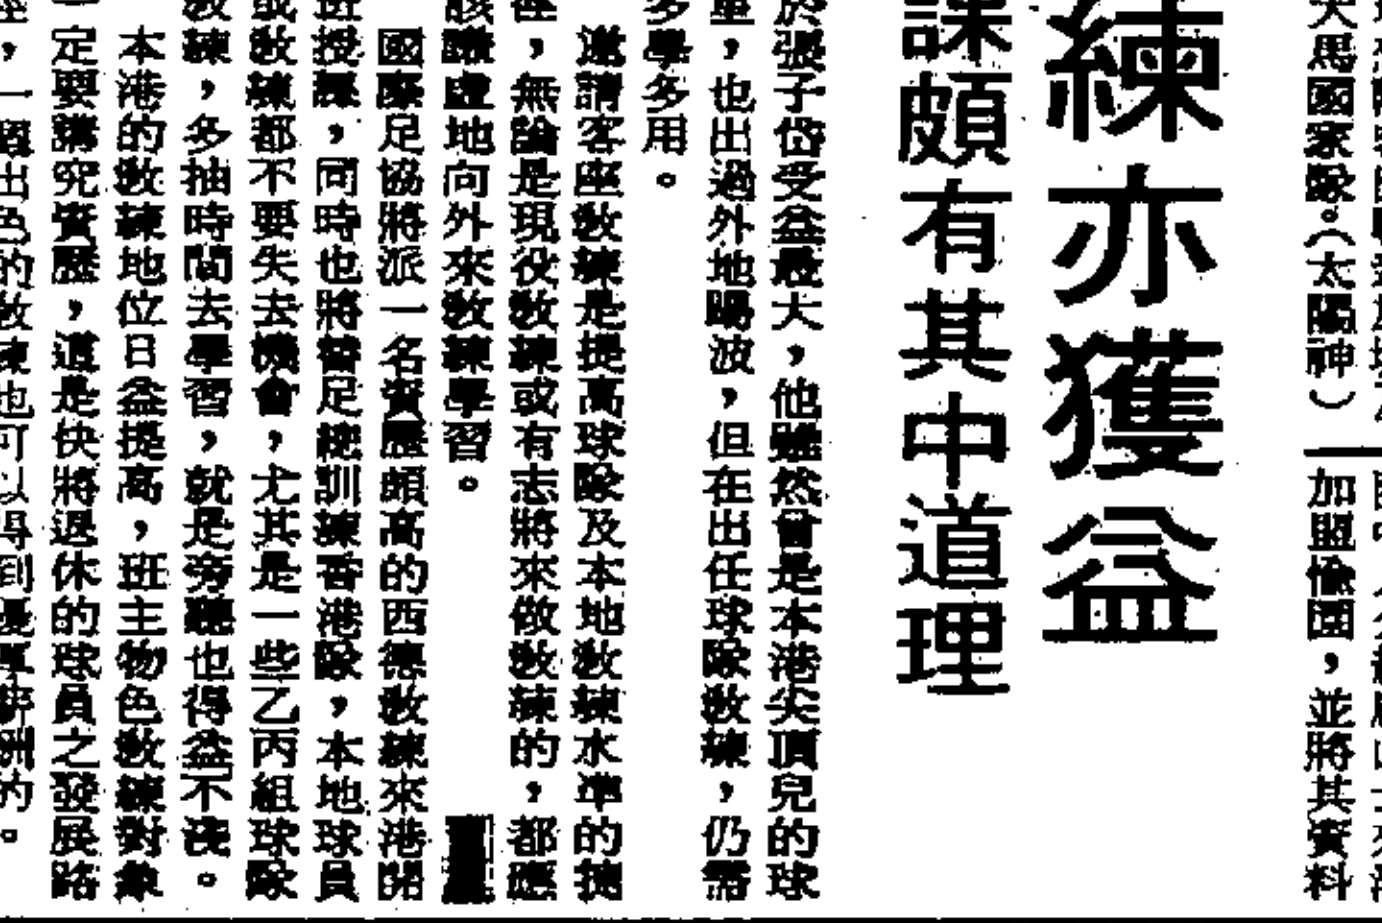 大馬國家隊。(太陽神)
加盟愉園，並將其資料
練亦獲益
課頗有其中道理
於張子岱受益最大，他雖然曾是本港尖頂兒的球
，也出過外地踢波，但在出任球隊教練，仍需
多學多用。
邀請客座教練是提高球隊及本地教練水準的捷
徑，無論是現役教練或有志將來做教練的，都應
該謙虛地向外來教練學習。
國際足協將派一名資歷頗高的西德教練來港開
班授課，同時也將替足總訓練香港隊，本地球員
或教練都不要失去機會，尤其是一些乙丙組球隊
教練，多抽時間去學習，就是旁聽也得益不淺。
本港的教練地位日益提高，班主物色教練對象
一定要講究資歷，這是快將退休的球員之發展路
，一個出色的教練也可以得到優厚薪酬的。